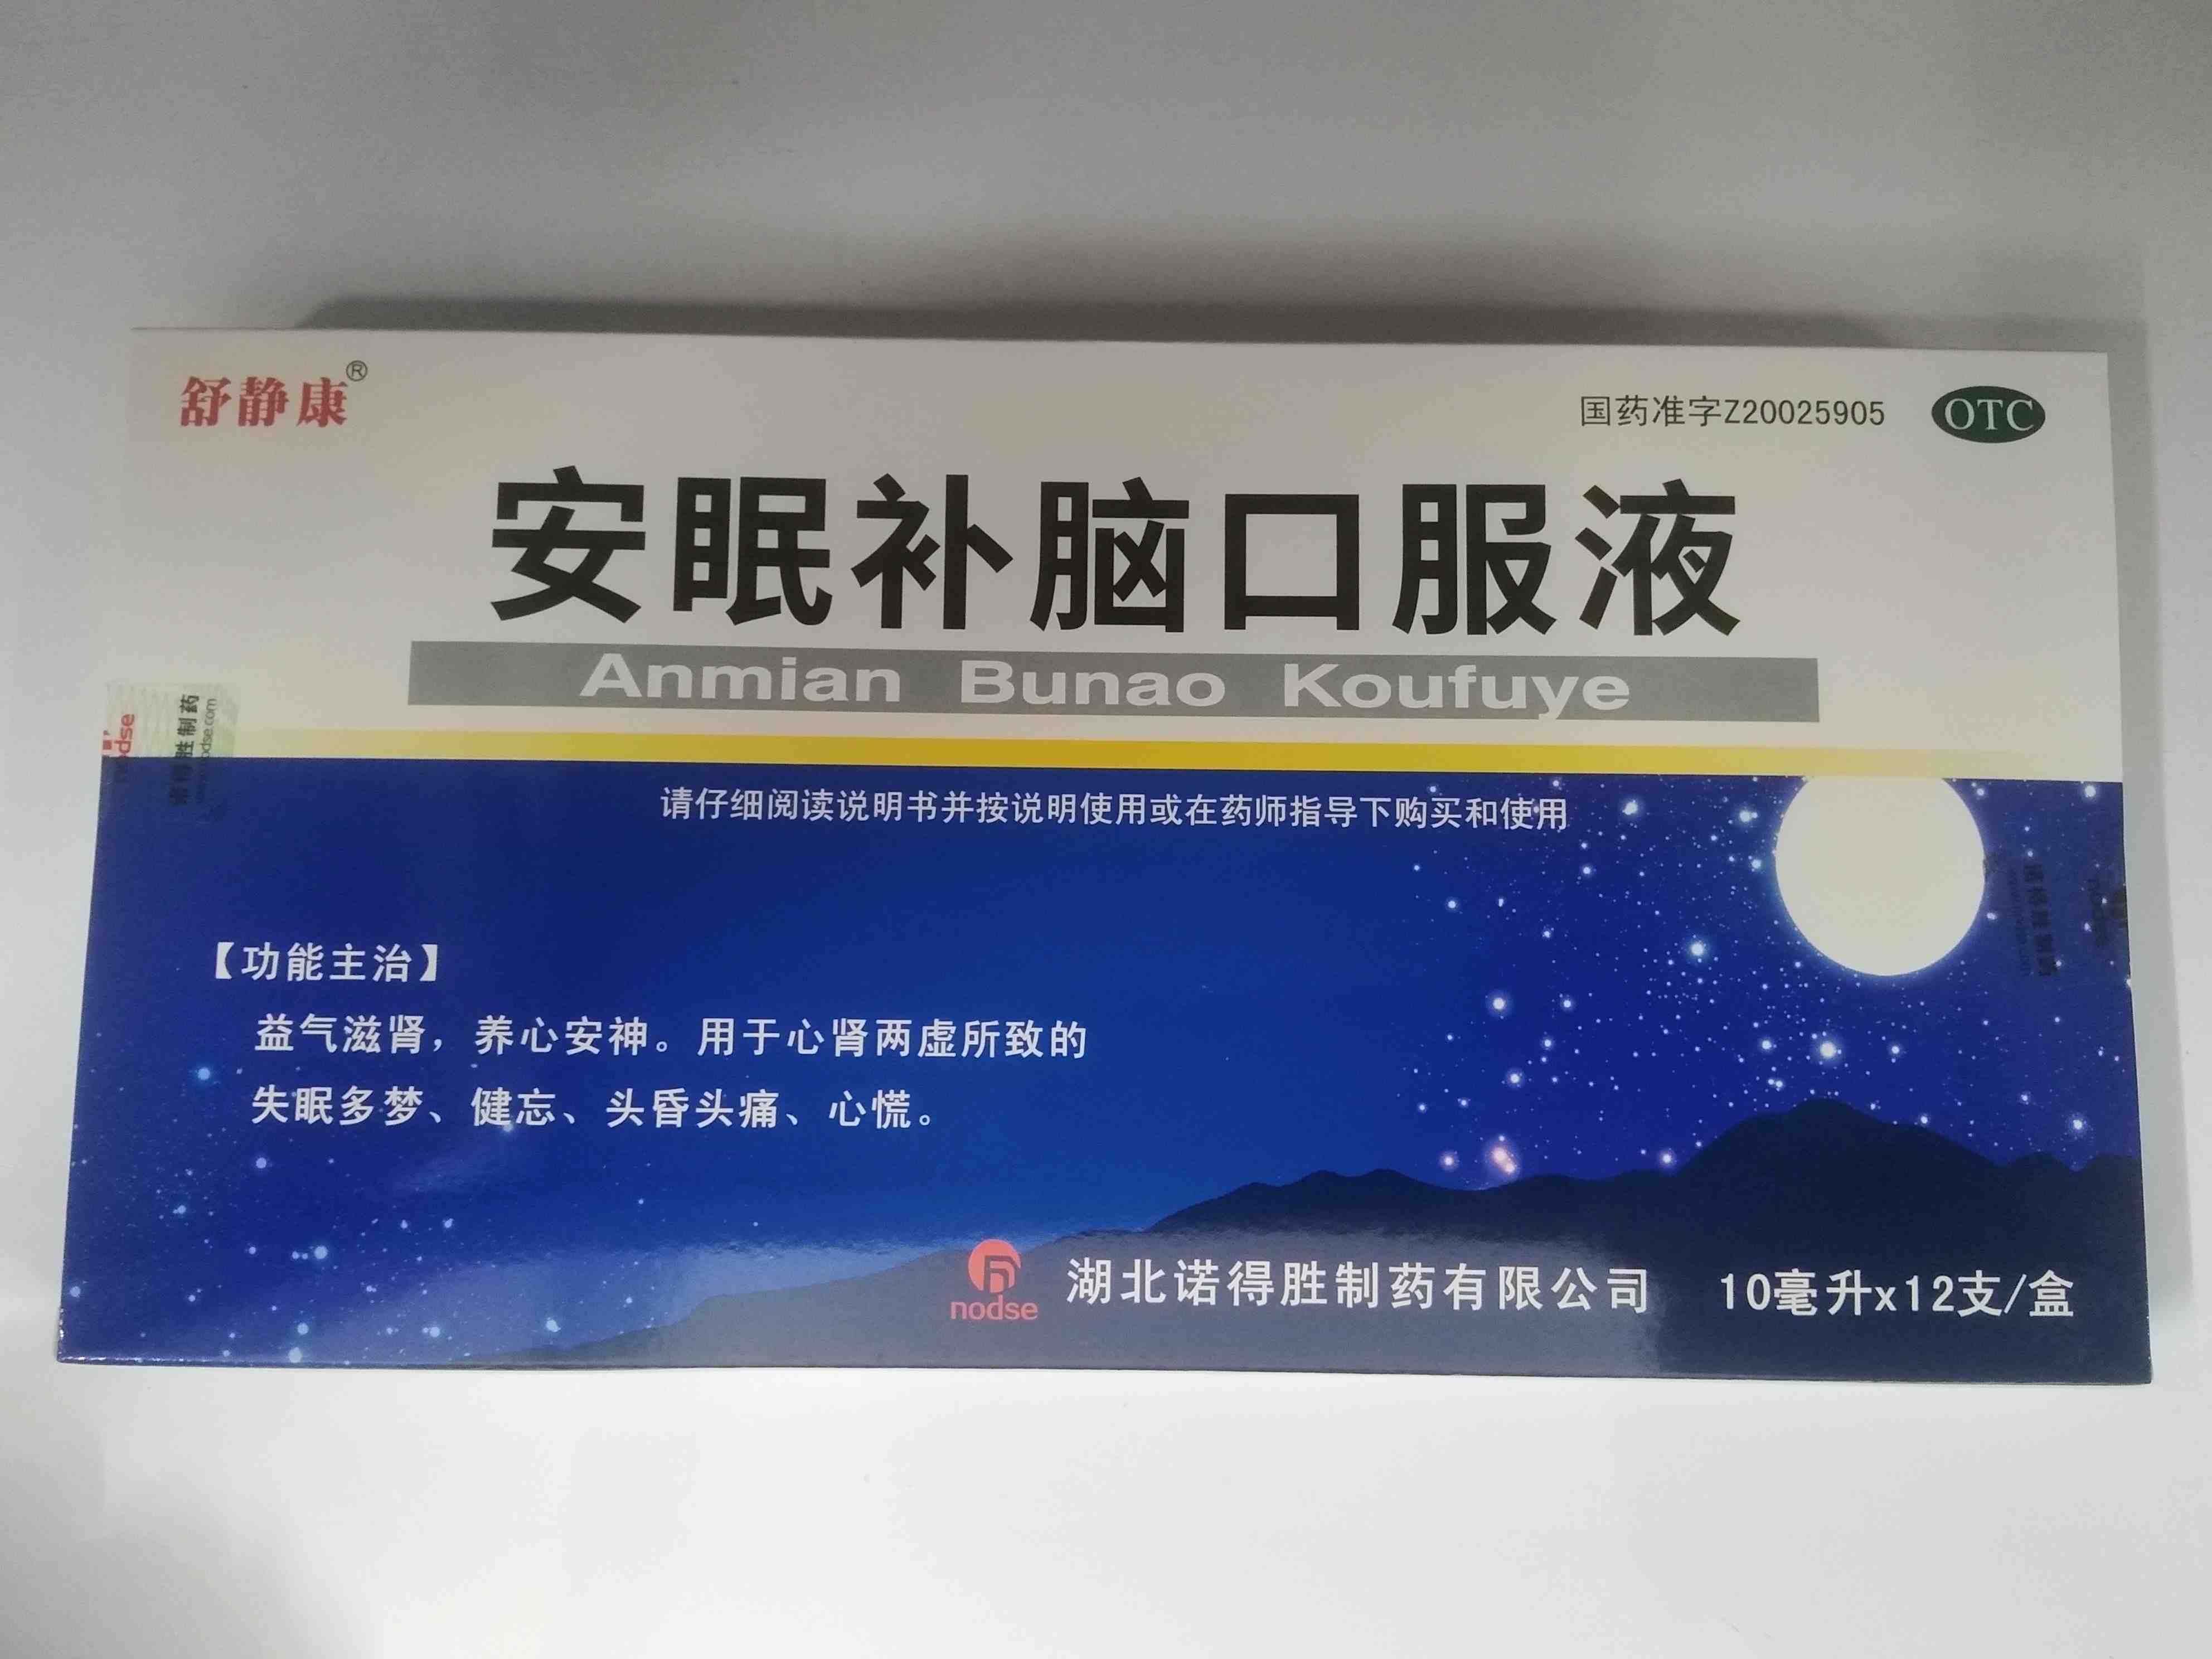 舒静康®
国药准字Z20025905 OTC
安眠补脑口服液
Anmian Bunao Koufuye
请仔细阅读说明书并按说明使用或在药师指导下购买和使用
【功能主治】
益气滋肾，养心安神。用于心肾两虚所致的
失眠多梦、健忘、头昏头痛、心慌。
nodse
湖北诺得胜制药有限公司 10毫升x12支/盒